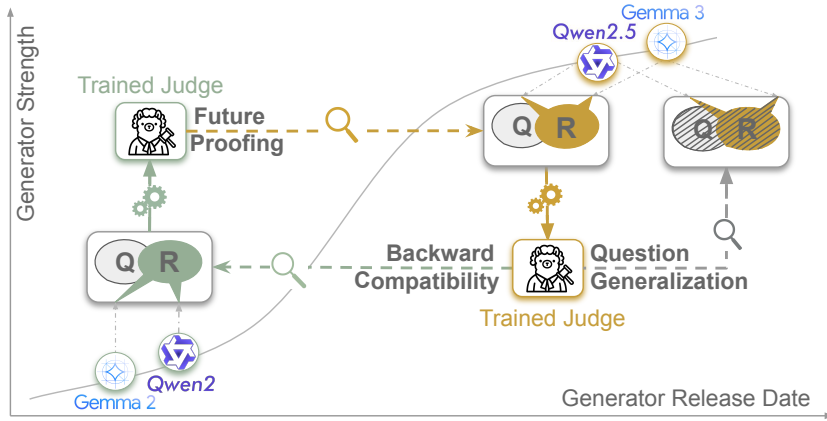 Generator Strength
Gemma 3
Qwen2.5
Trained Judge
Future
Proofing
Q R
Q R
Q R
Backward
Compatibility
Question
Generalization
Trained Judge
Qwen2
Gemma 2
Generator Release Date